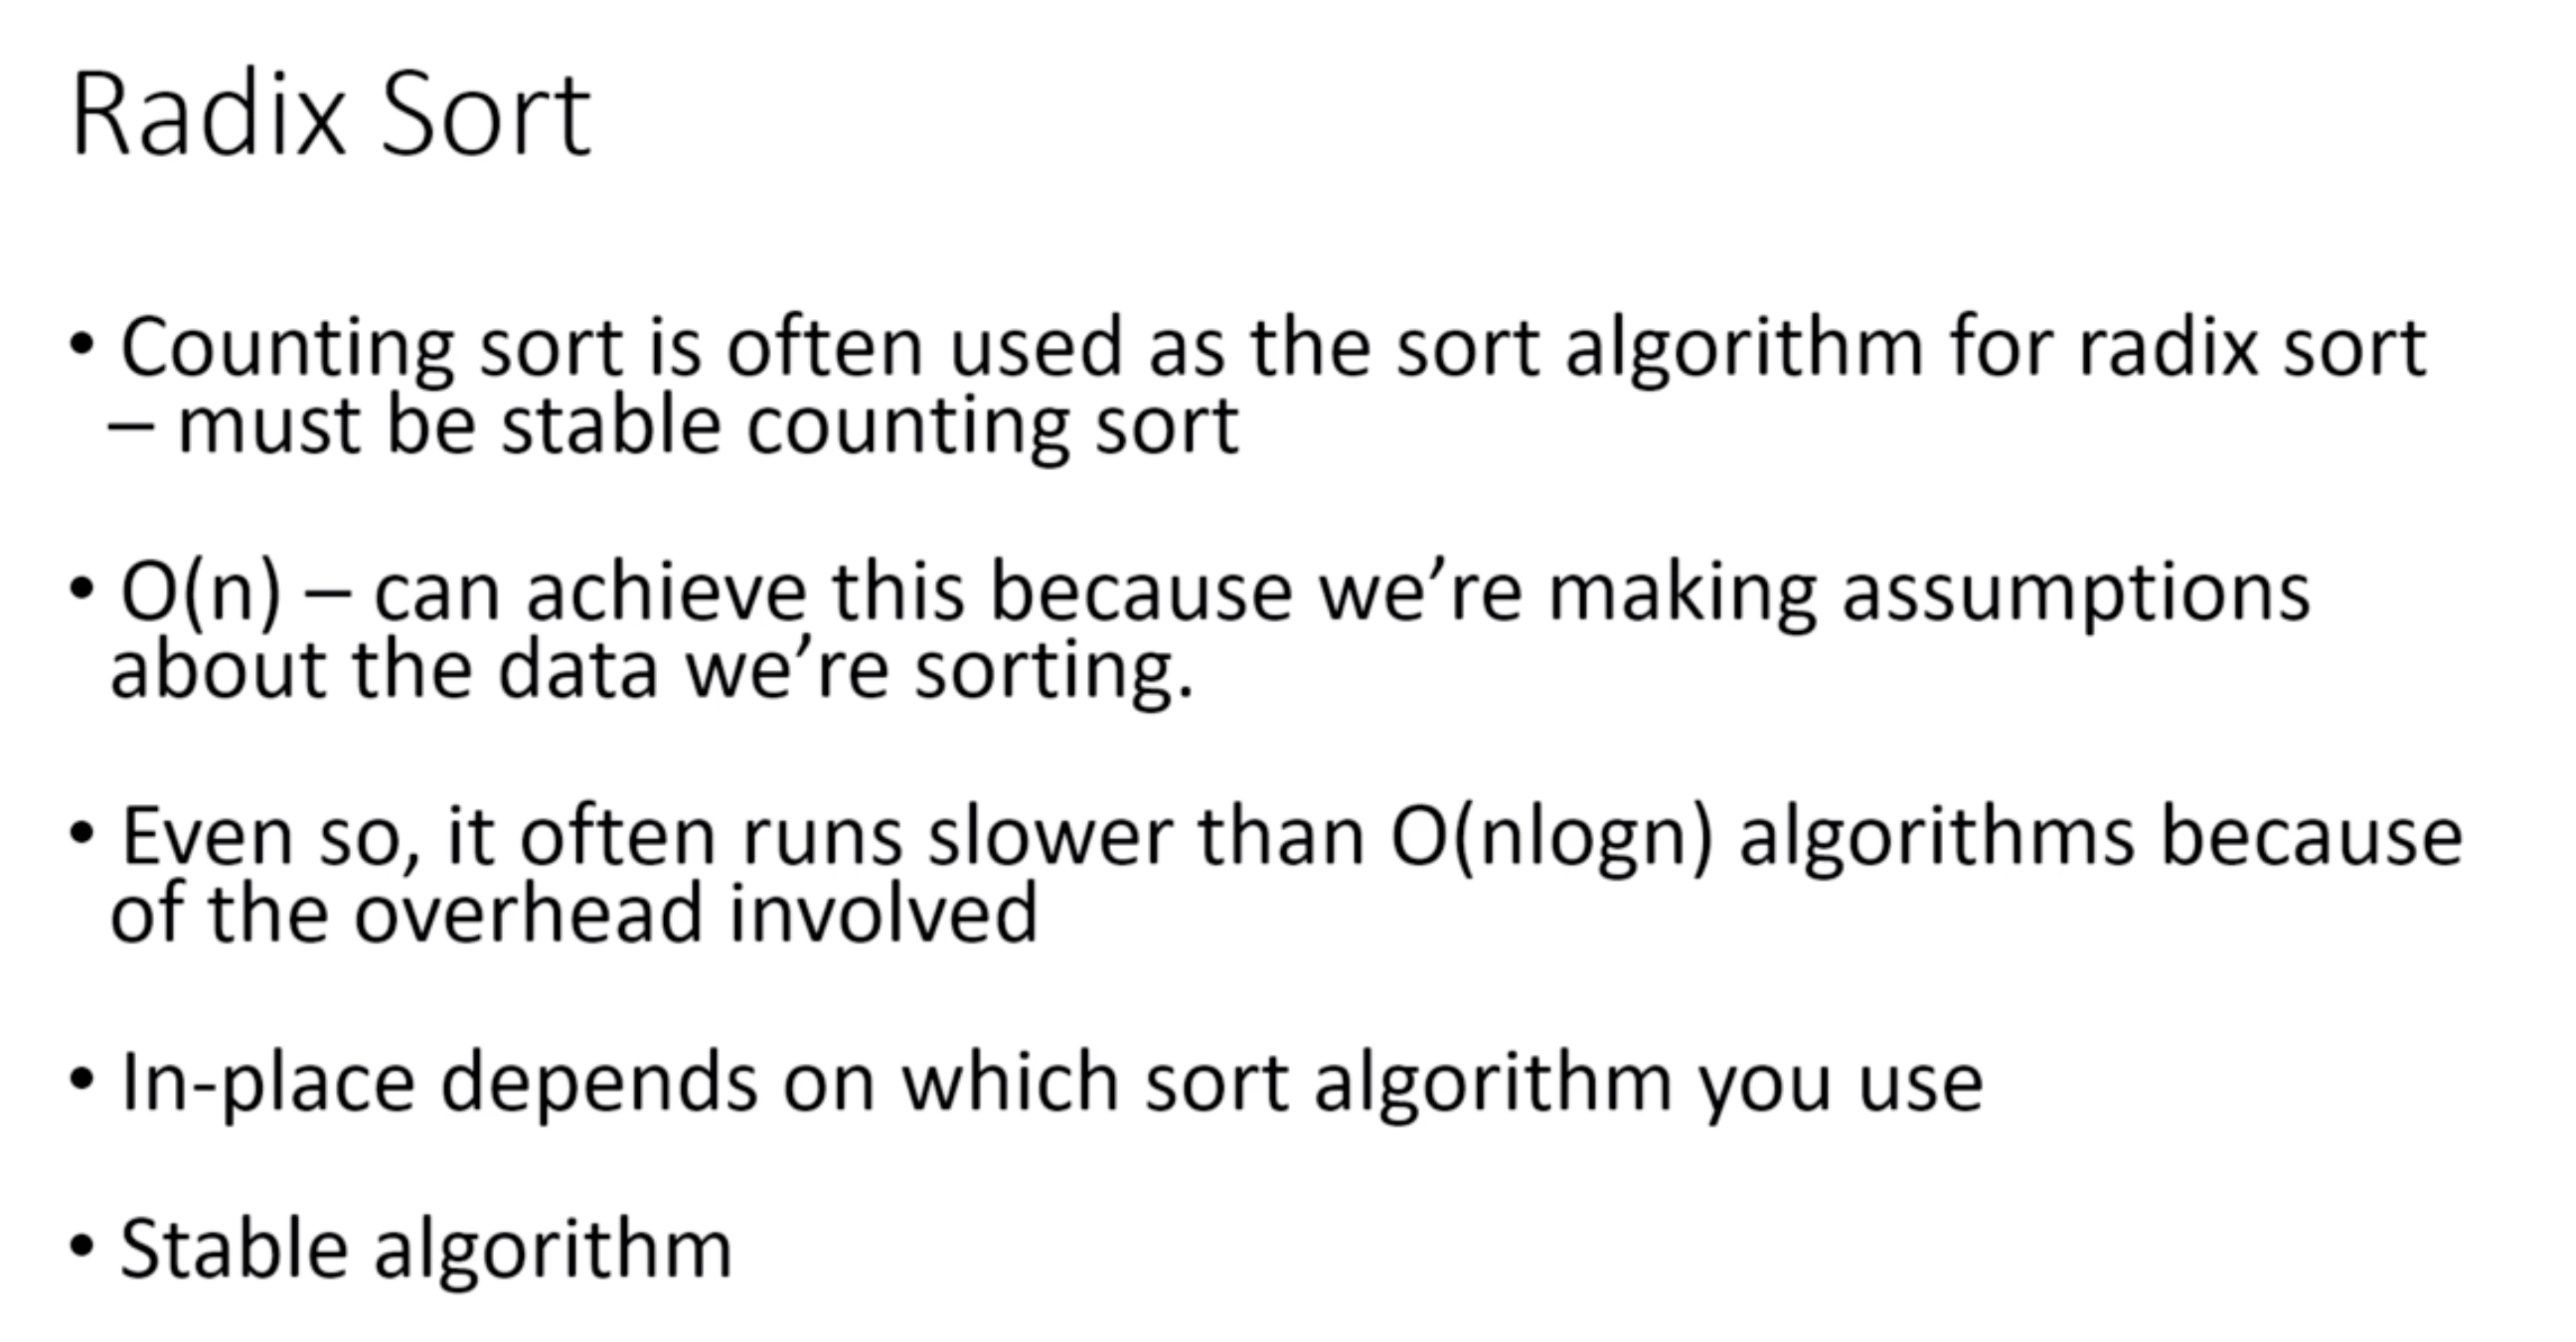 Radix Sort
• Counting sort is often used as the sort algorithm for radix sort
– must be stable counting sort
• O(n) – can achieve this because we’re making assumptions
about the data we’re sorting.
• Even so, it often runs slower than O(nlogn) algorithms because
of the overhead involved
• In-place depends on which sort algorithm you use
• Stable algorithm